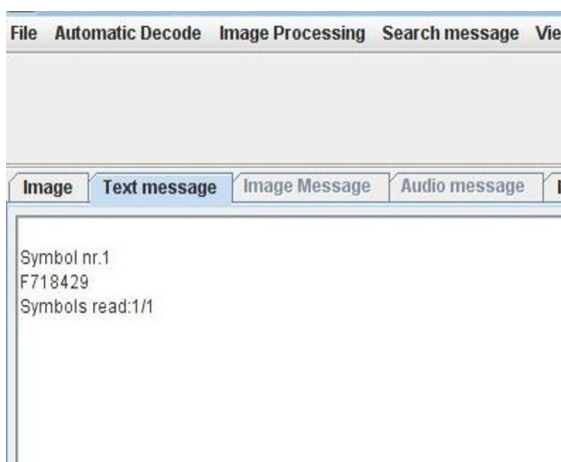 File Automatic Decode Image Processing Search message Vie
Image Text message Image Message Audio message
Symbol nr.1
F718429
Symbols read:1/1